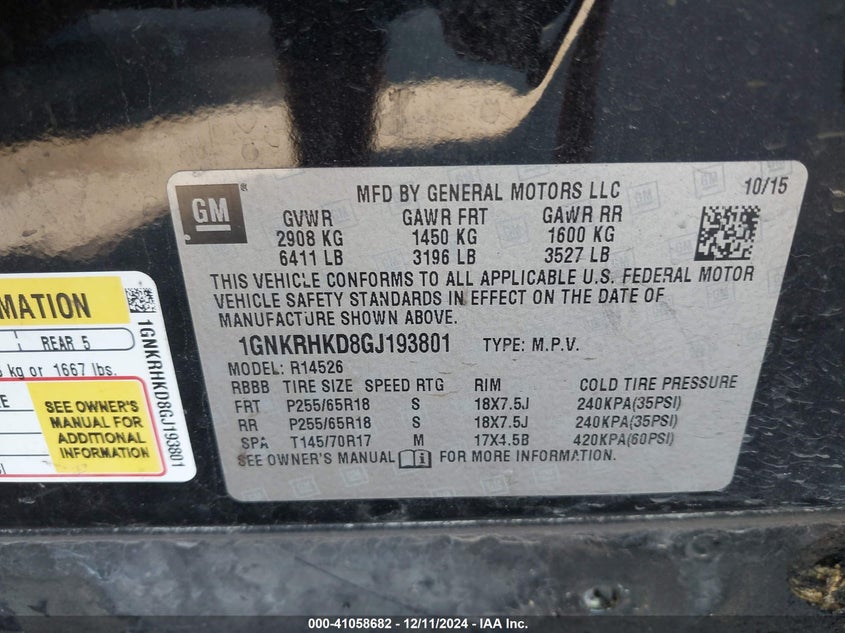 GM
MFD BY GENERAL MOTORS LLC 10/15
GVWR GAWR FRT GAWR RR
2908 KG 1450 KG 1600 KG
6411 LB 3196 LB 3527 LB
THIS VEHICLE CONFORMS TO ALL APPLICABLE U.S. FEDERAL MOTOR
VEHICLE SAFETY STANDARDS IN EFFECT ON THE DATE OF
MANUFACTURE SHOWN ABOVE.
1GNKRHKD8GJ193801 TYPE: M.P.V.
MODEL: R14526
RBBB TIRE SIZE SPEED RTG RIM COLD TIRE PRESSURE
FRT P255/65R18 S 18X7.5J 240KPA(35PSI)
RR P255/65R18 S 18X7.5J 240KPA(35PSI)
SPA T145/70R17 M 17X4.5B 420KPA(60PSI)
SEE OWNER'S MANUAL FOR MORE INFORMATION.
REAR 5
kg or 1667 lbs.
SEE OWNER'S
MANUAL FOR
ADDITIONAL
INFORMATION
1GNKRHKD8GJ193801
000-41058682 - 12/11/2024 - IAA Inc.